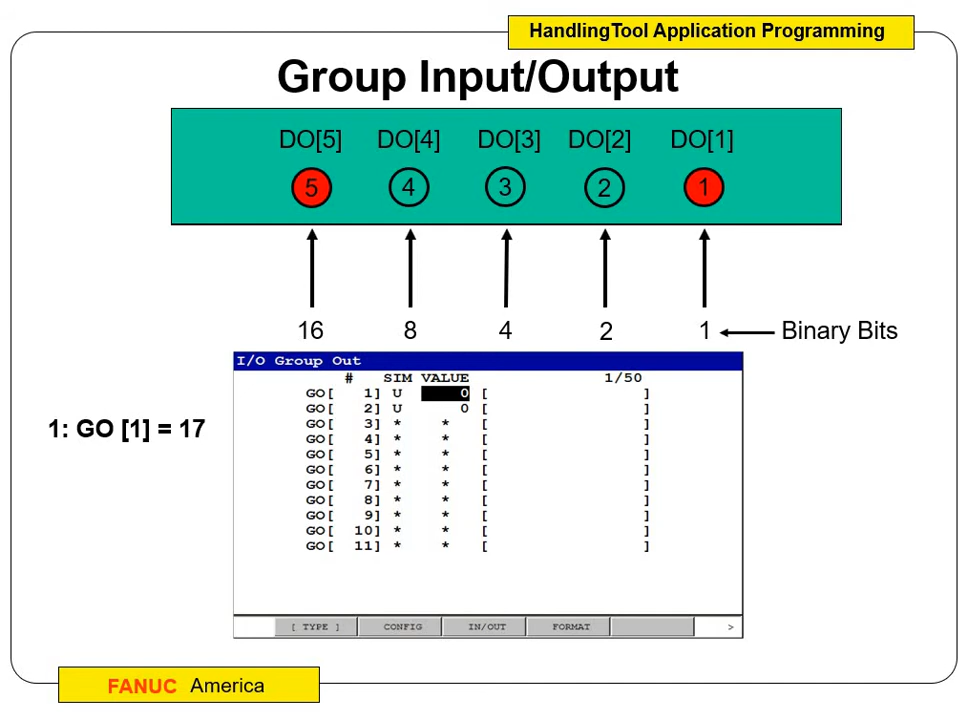 HandlingTool Application Programming
Group Input/Output
DO[5] DO[4] DO[3] DO[2] DO[1]
5 4 3 2 1
16 8 4 2 1 Binary Bits
I/O Group Out
# SIM VALUE 1/50
GO[ 1] U 0 [ ]
GO[ 2] U 0 [ ]
GO[ 3] * * [ ]
GO[ 4] * * [ ]
1: GO [1] = 17
GO[ 5] * * [ ]
GO[ 6] * * [ ]
GO[ 7] * * [ ]
GO[ 8] * * [ ]
GO[ 9] * * [ ]
GO[ 10] * * [ ]
GO[ 11] * * [ ]
[ TYPE ] CONFIG IN/OUT FORMAT >
FANUC America